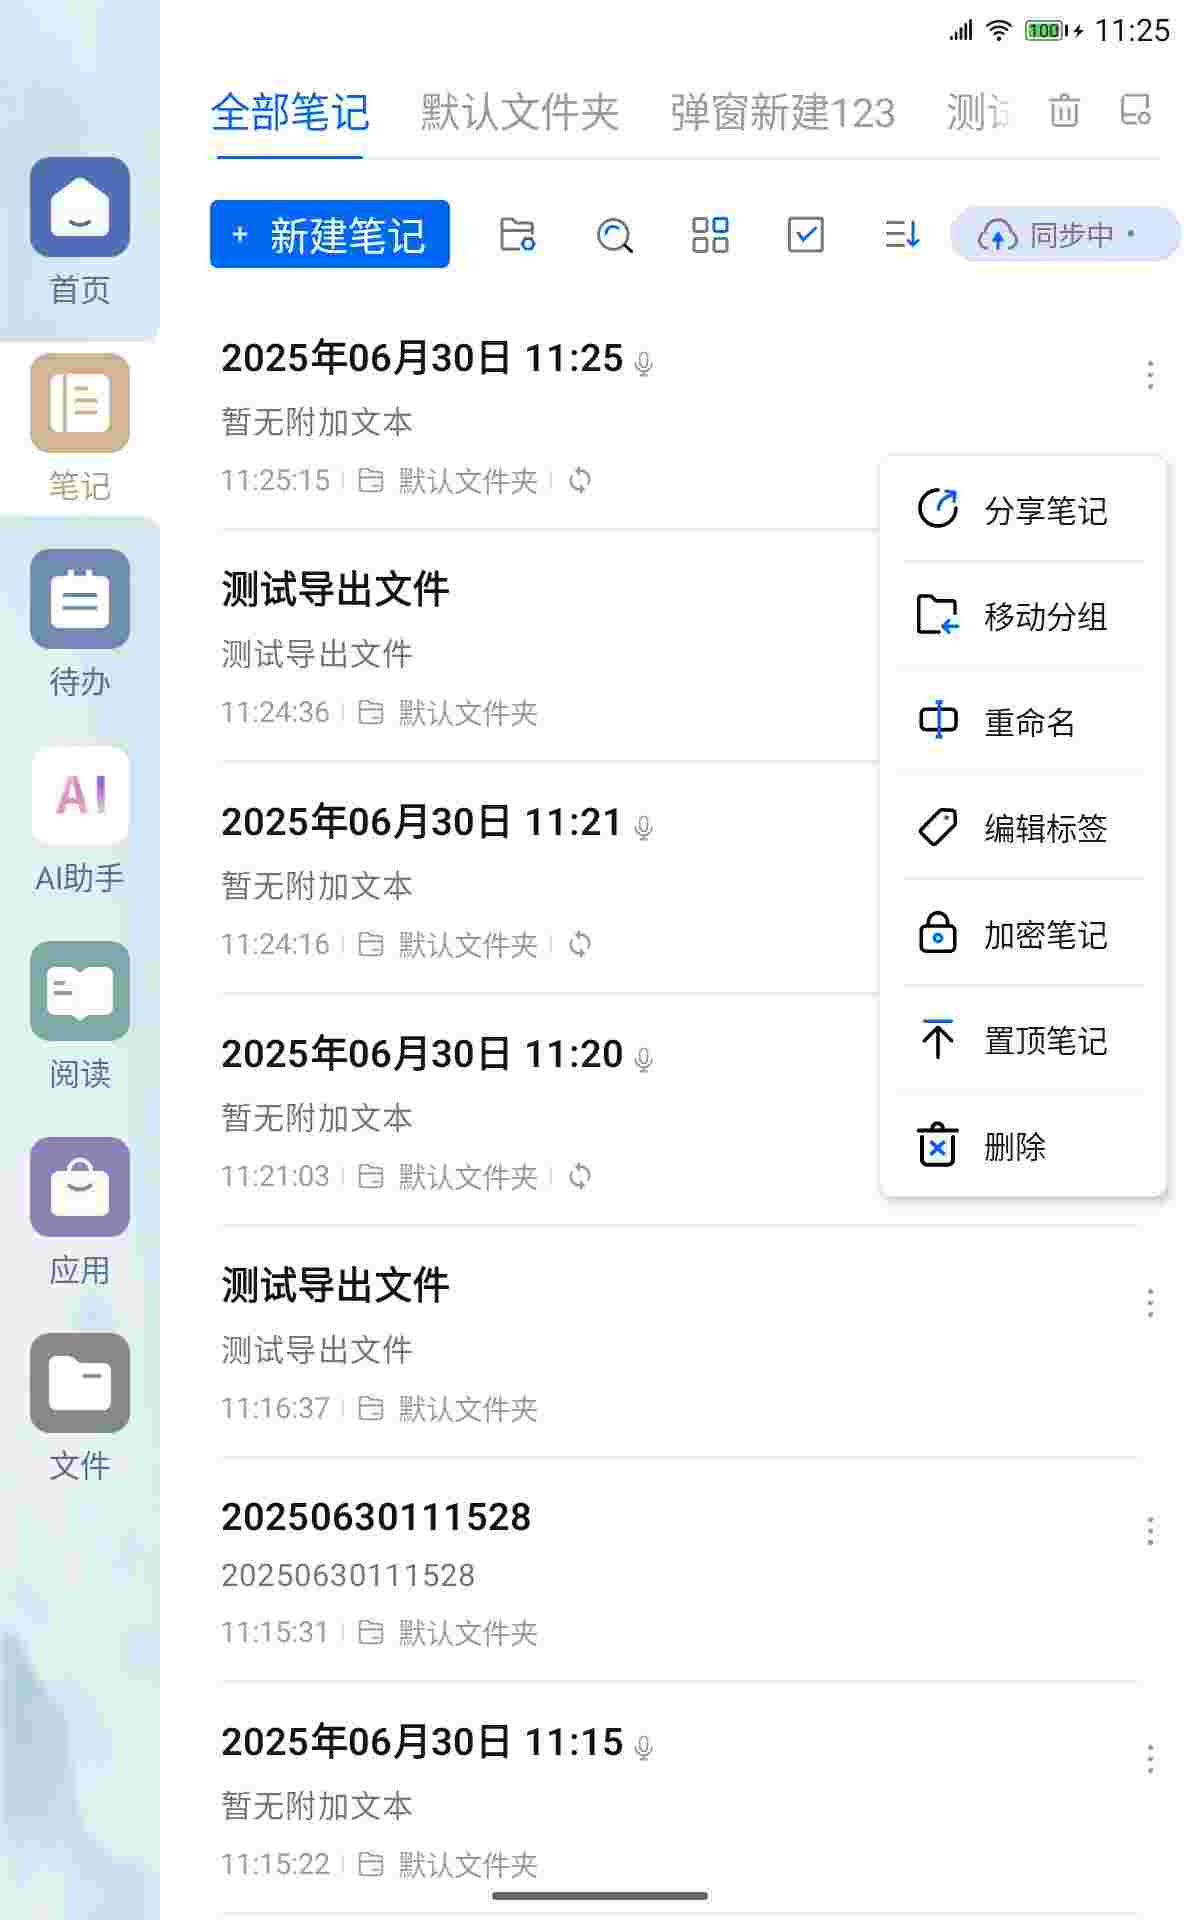 100 11:25
全部笔记 默认文件夹 弹窗新建123 测试
+ 新建笔记 同步中
首页
笔记
待办
AI
AI助手
阅读
应用
文件
2025年06月30日 11:25
暂无附加文本
11:25:15 默认文件夹
测试导出文件
测试导出文件
11:24:36 默认文件夹
2025年06月30日 11:21
暂无附加文本
11:24:16 默认文件夹
2025年06月30日 11:20
暂无附加文本
11:21:03 默认文件夹
测试导出文件
测试导出文件
11:16:37 默认文件夹
20250630111528
20250630111528
11:15:31 默认文件夹
2025年06月30日 11:15
暂无附加文本
11:15:22 默认文件夹
分享笔记
移动分组
重命名
编辑标签
加密笔记
置顶笔记
删除